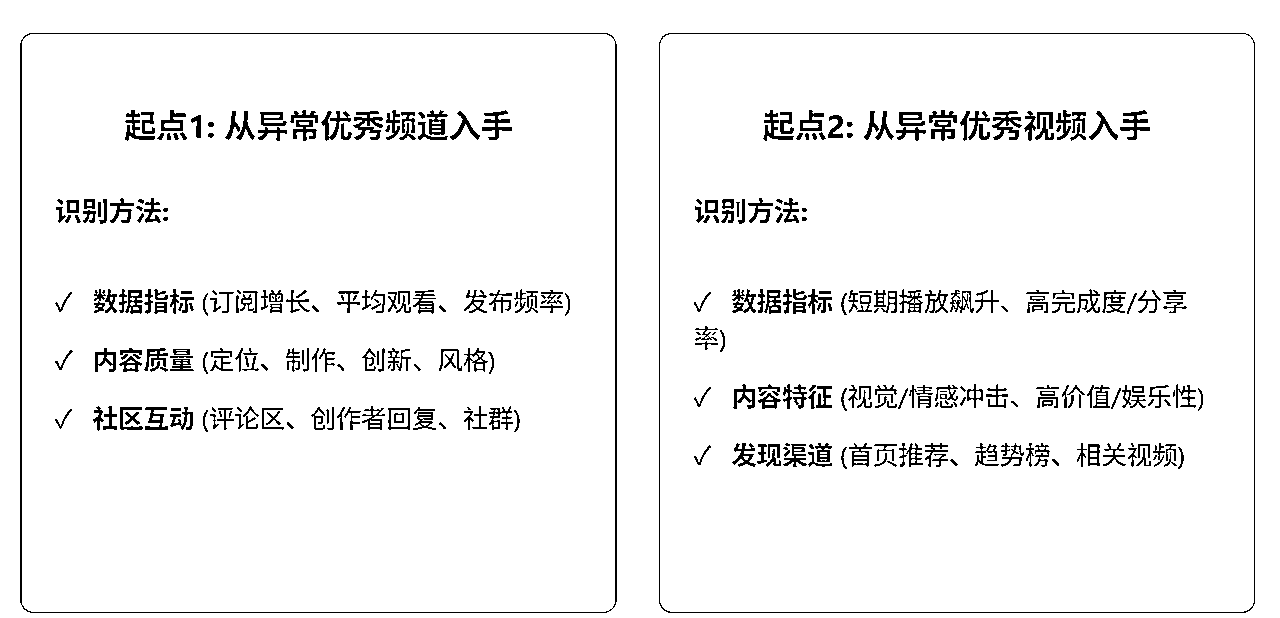 起点1: 从异常优秀频道入手
识别方法:
✓ 数据指标 (订阅增长、平均观看、发布频率)
✓ 内容质量 (定位、制作、创新、风格)
✓ 社区互动 (评论区、创作者回复、社群)
起点2: 从异常优秀视频入手
识别方法:
✓ 数据指标 (短期播放飙升、高完成度/分享
率)
✓ 内容特征 (视觉/情感冲击、高价值/娱乐性)
✓ 发现渠道 (首页推荐、趋势榜、相关视频)